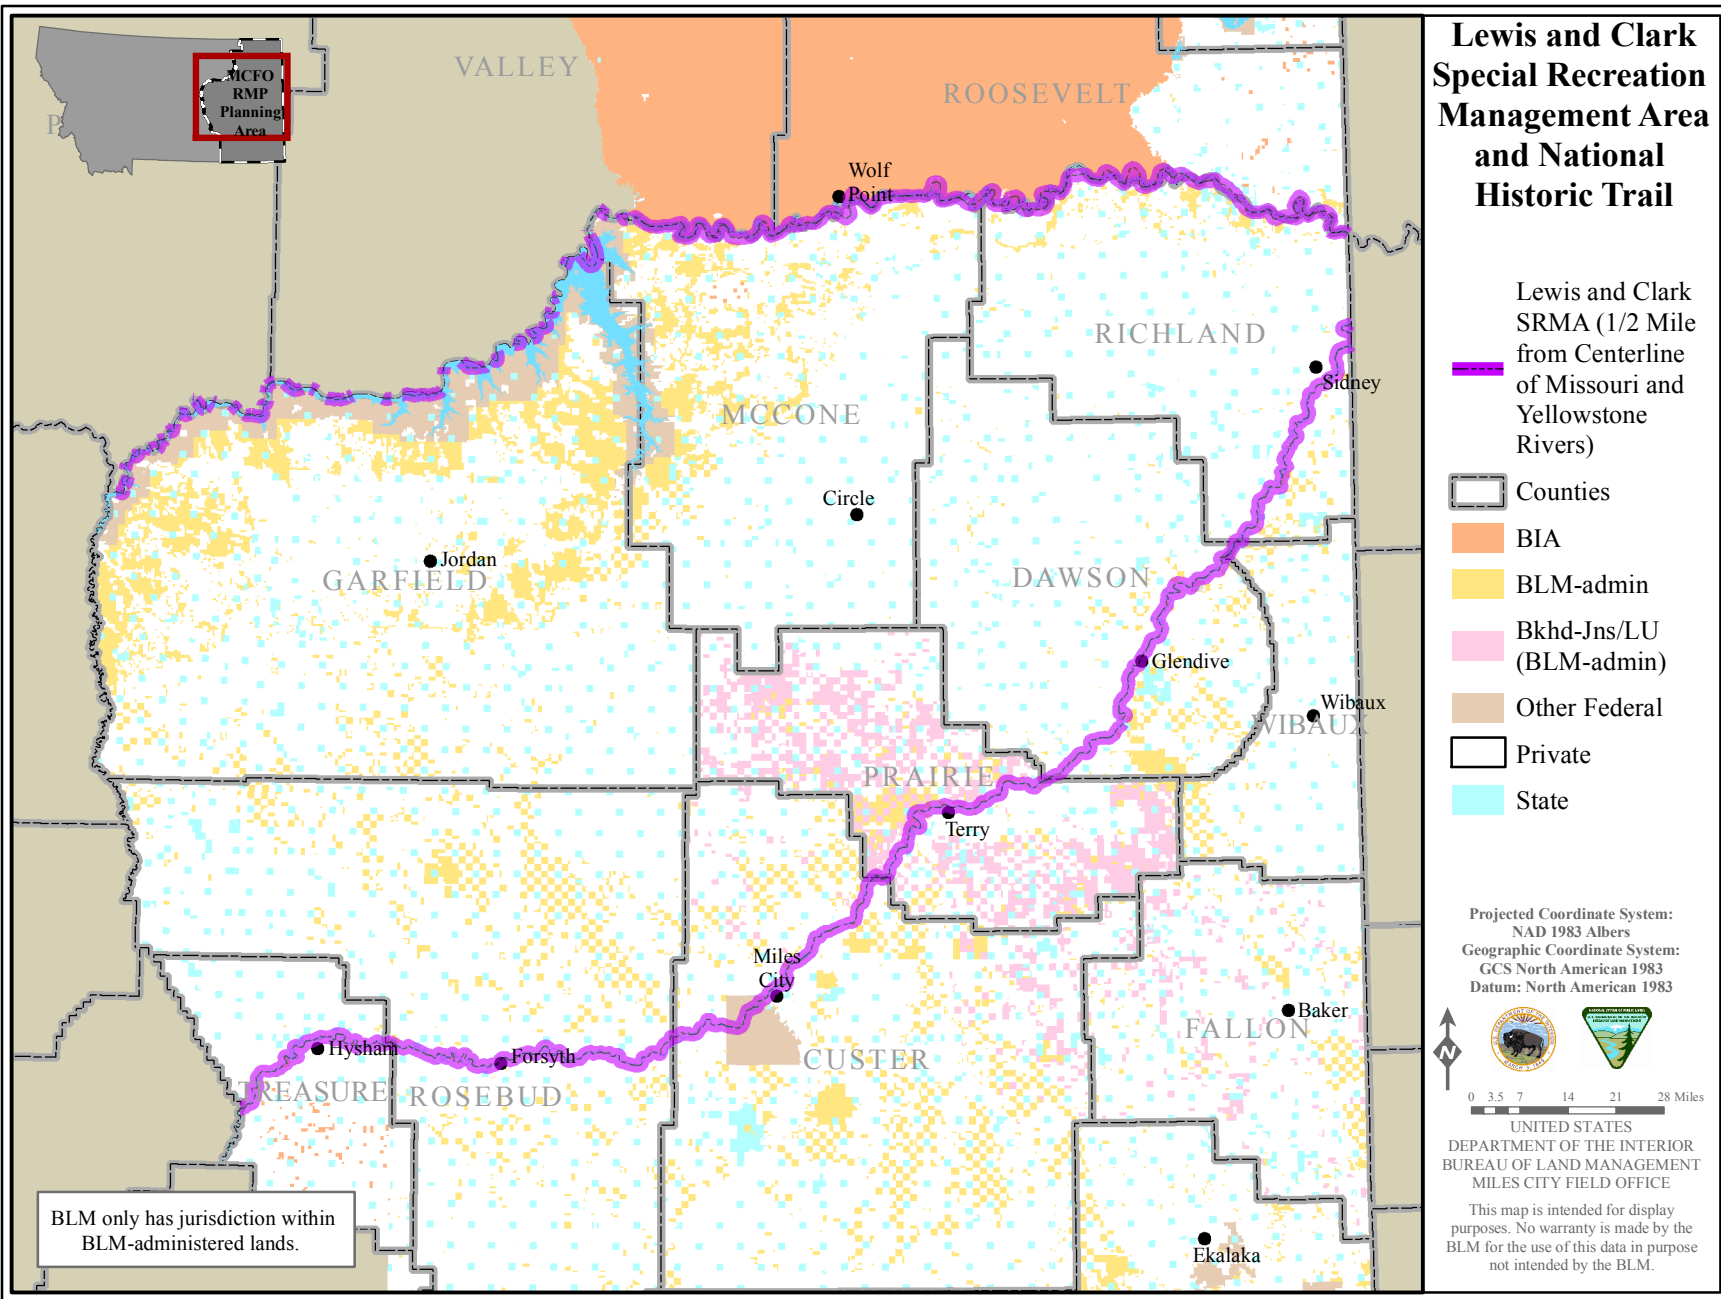 Lewis and Clark
Special Recreation
Management Area
and National
Historic Trail
Lewis and Clark
SRMA (1/2 Mile
from Centerline
of Missouri and
Yellowstone
Rivers)
Counties
BIA
BLM-admin
Bkhd-Jns/LU
(BLM-admin)
Other Federal
Private
State
Projected Coordinate System:
NAD 1983 Albers
Geographic Coordinate System:
GCS North American 1983
Datum: North American 1983
N
0 3.5 7 14 21 28 Miles
UNITED STATES
DEPARTMENT OF THE INTERIOR
BUREAU OF LAND MANAGEMENT
MILES CITY FIELD OFFICE
This map is intended for display
purposes. No warranty is made by the
BLM for the use of this data in purpose
not intended by the BLM.
MCFO
RMP
Planning
Area
P
VALLEY
ROOSEVELT
Wolf
Point
RICHLAND
Sidney
MCCONE
Circle
Jordan
GARFIELD
DAWSON
Glendive
Wibaux
WIBAUX
PRAIRIE
Terry
Miles
City
Baker
FALLON
Hysham
Forsyth
CUSTER
TREASURE
ROSEBUD
Ekalaka
BLM only has jurisdiction within
BLM-administered lands.